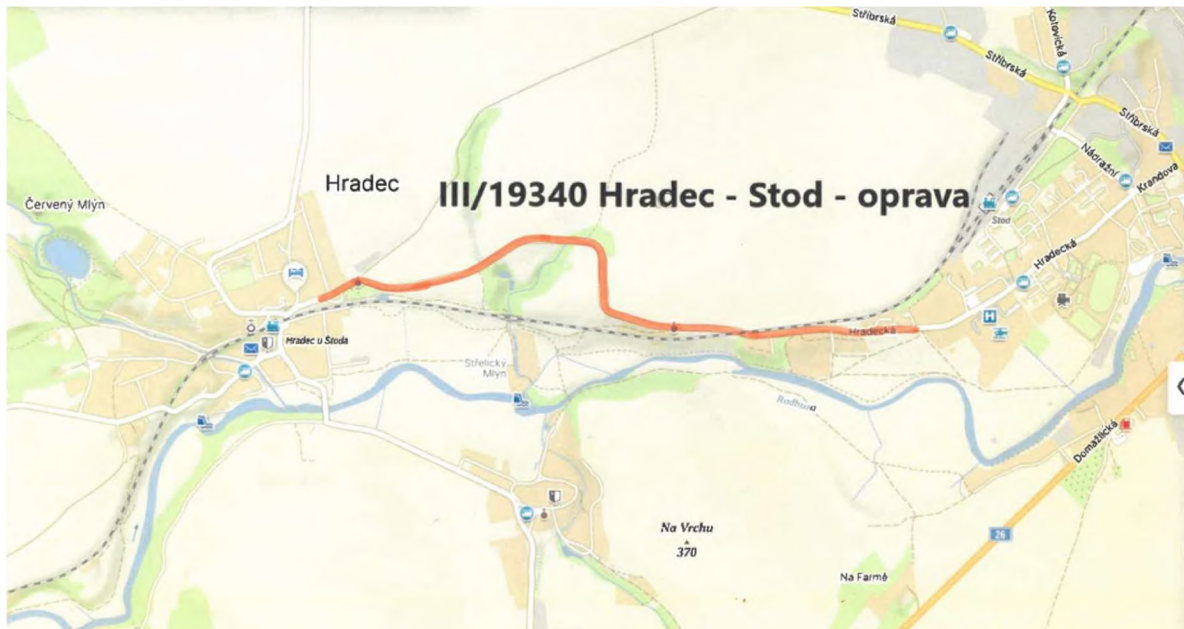 Stříbrská
Kotovická
Stříbrská
Stříbrská
Nádražní
Krandova
Hradec
III/19340 Hradec - Stod - oprava
Červený Mlýn
Stod
Hradecká
Hradecká
Hradec u Stoda
Střelický
Mlýn
Radbuza
Domažlická
Na Vrchu
370
26
Na Farmě
H